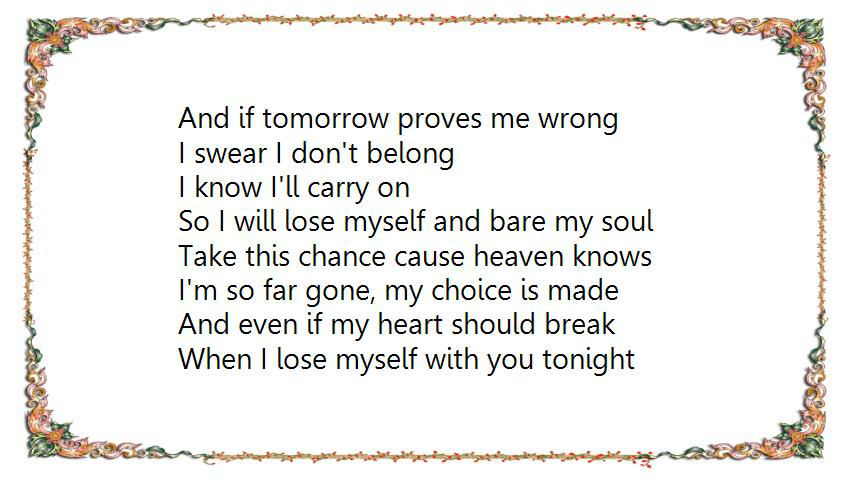 And if tomorrow proves me wrong
I swear I don't belong
I know I'll carry on
So I will lose myself and bare my soul
Take this chance cause heaven knows
I'm so far gone, my choice is made
And even if my heart should break
When I lose myself with you tonight